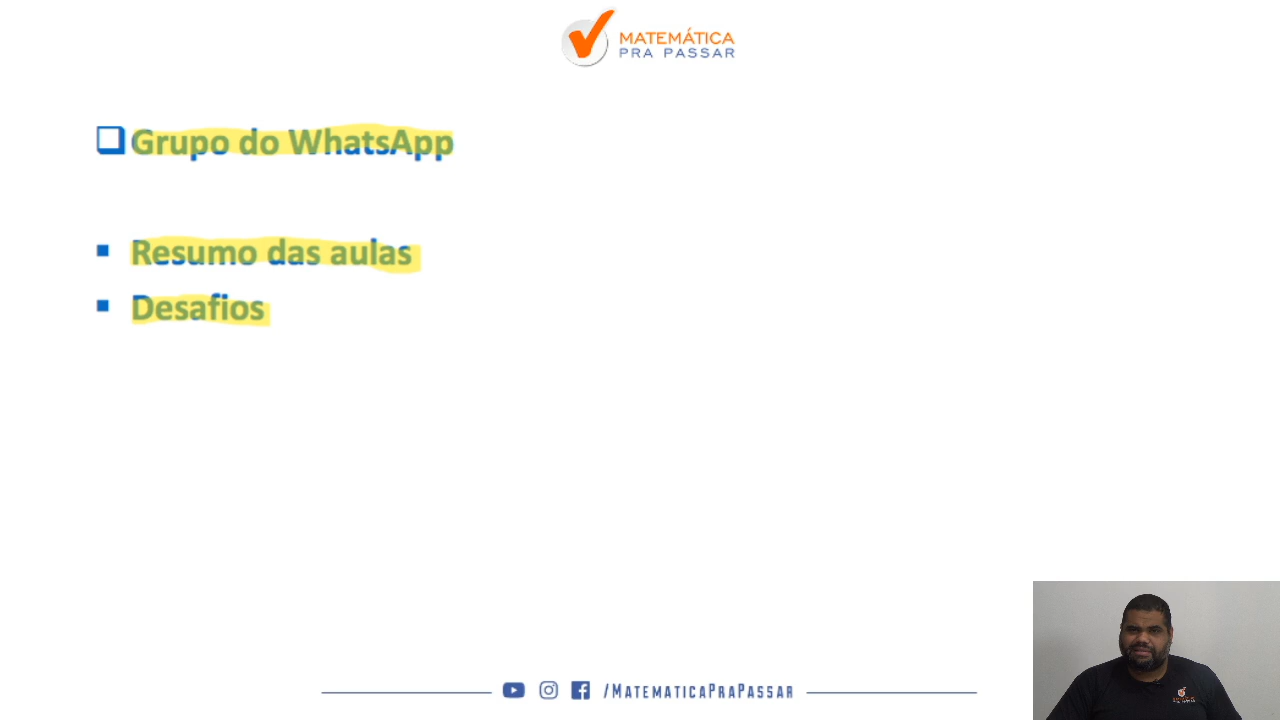 MATEMÁTICA
PRA PASSAR
Grupo do WhatsApp
Resumo das aulas
Desafios
/MATEMATICAPRAPASSAR